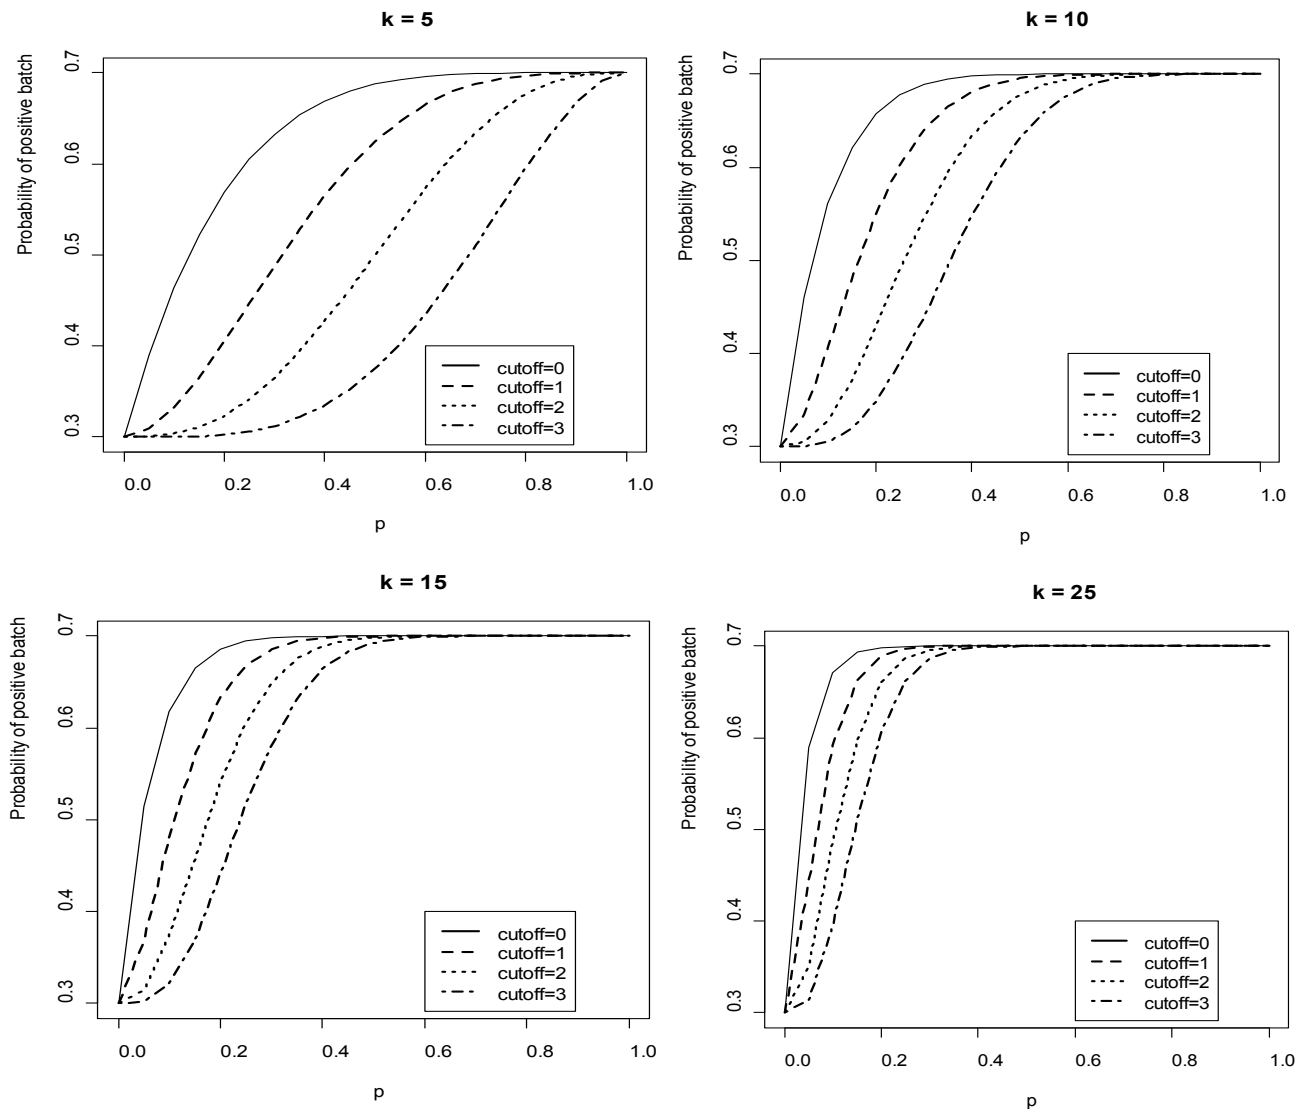 k = 5
Probability of positive batch
0.7
0.6
0.5
0.4
0.3
cutoff=0
cutoff=1
cutoff=2
cutoff=3
0.0 0.2 0.4 0.6 0.8 1.0
p
k = 10
Probability of positive batch
0.7
0.6
0.5
0.4
0.3
cutoff=0
cutoff=1
cutoff=2
cutoff=3
0.0 0.2 0.4 0.6 0.8 1.0
p
k = 15
Probability of positive batch
0.7
0.6
0.5
0.4
0.3
cutoff=0
cutoff=1
cutoff=2
cutoff=3
0.0 0.2 0.4 0.6 0.8 1.0
p
k = 25
Probability of positive batch
0.7
0.6
0.5
0.4
0.3
cutoff=0
cutoff=1
cutoff=2
cutoff=3
0.0 0.2 0.4 0.6 0.8 1.0
p